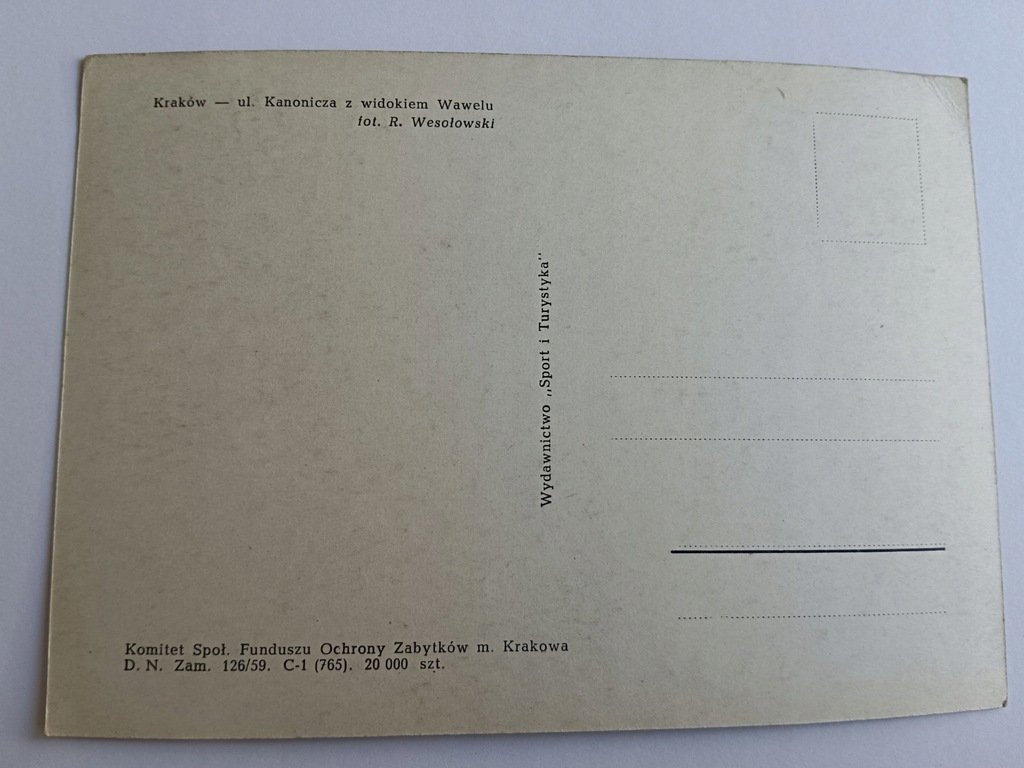 Kraków — ul. Kanonicza z widokiem Wawelu
fot. R. Wesołowski
Wydawnictwo „Sport i Turystyka"
Komitet Społ. Funduszu Ochrony Zabytków m. Krakowa
D. N. Zam. 126/59. C-1 (765). 20 000 szt.